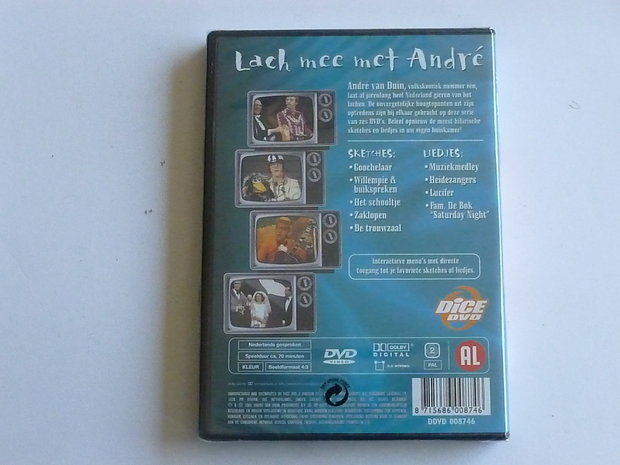 Lach mee met André
André van Duin, volkskomiek nummer één,
laat al jarenlang heel Nederland gieren van het
lachen. De onvergetelijke hoogtepunten uit zijn
optredens zijn bij elkaar gebracht op deze serie
van zes DVD's. Beleef opnieuw de meest hilarische
sketches en liedjes in uw eigen huiskamer!
SKETCHES:
• Goochelaar
• Willempie &
buikspreken
• Het schooltje
• Zaklopen
• De trouwzaal
LIEDJES:
• Muziekmedley
• Heidezangers
• Lucifer
• Fam. De Bok
"Saturday Night"
Interactieve menu's met directe
toegang tot je favoriete sketches of liedjes.
DICE
DVD
Nederlands gesproken
Speelduur ca. 70 minuten
KLEUR Beeldformaat 4:3
DVD
VIDEO
DOLBY
DIGITAL
2
PAL
AL
8 715686 008746
DDVD 008746